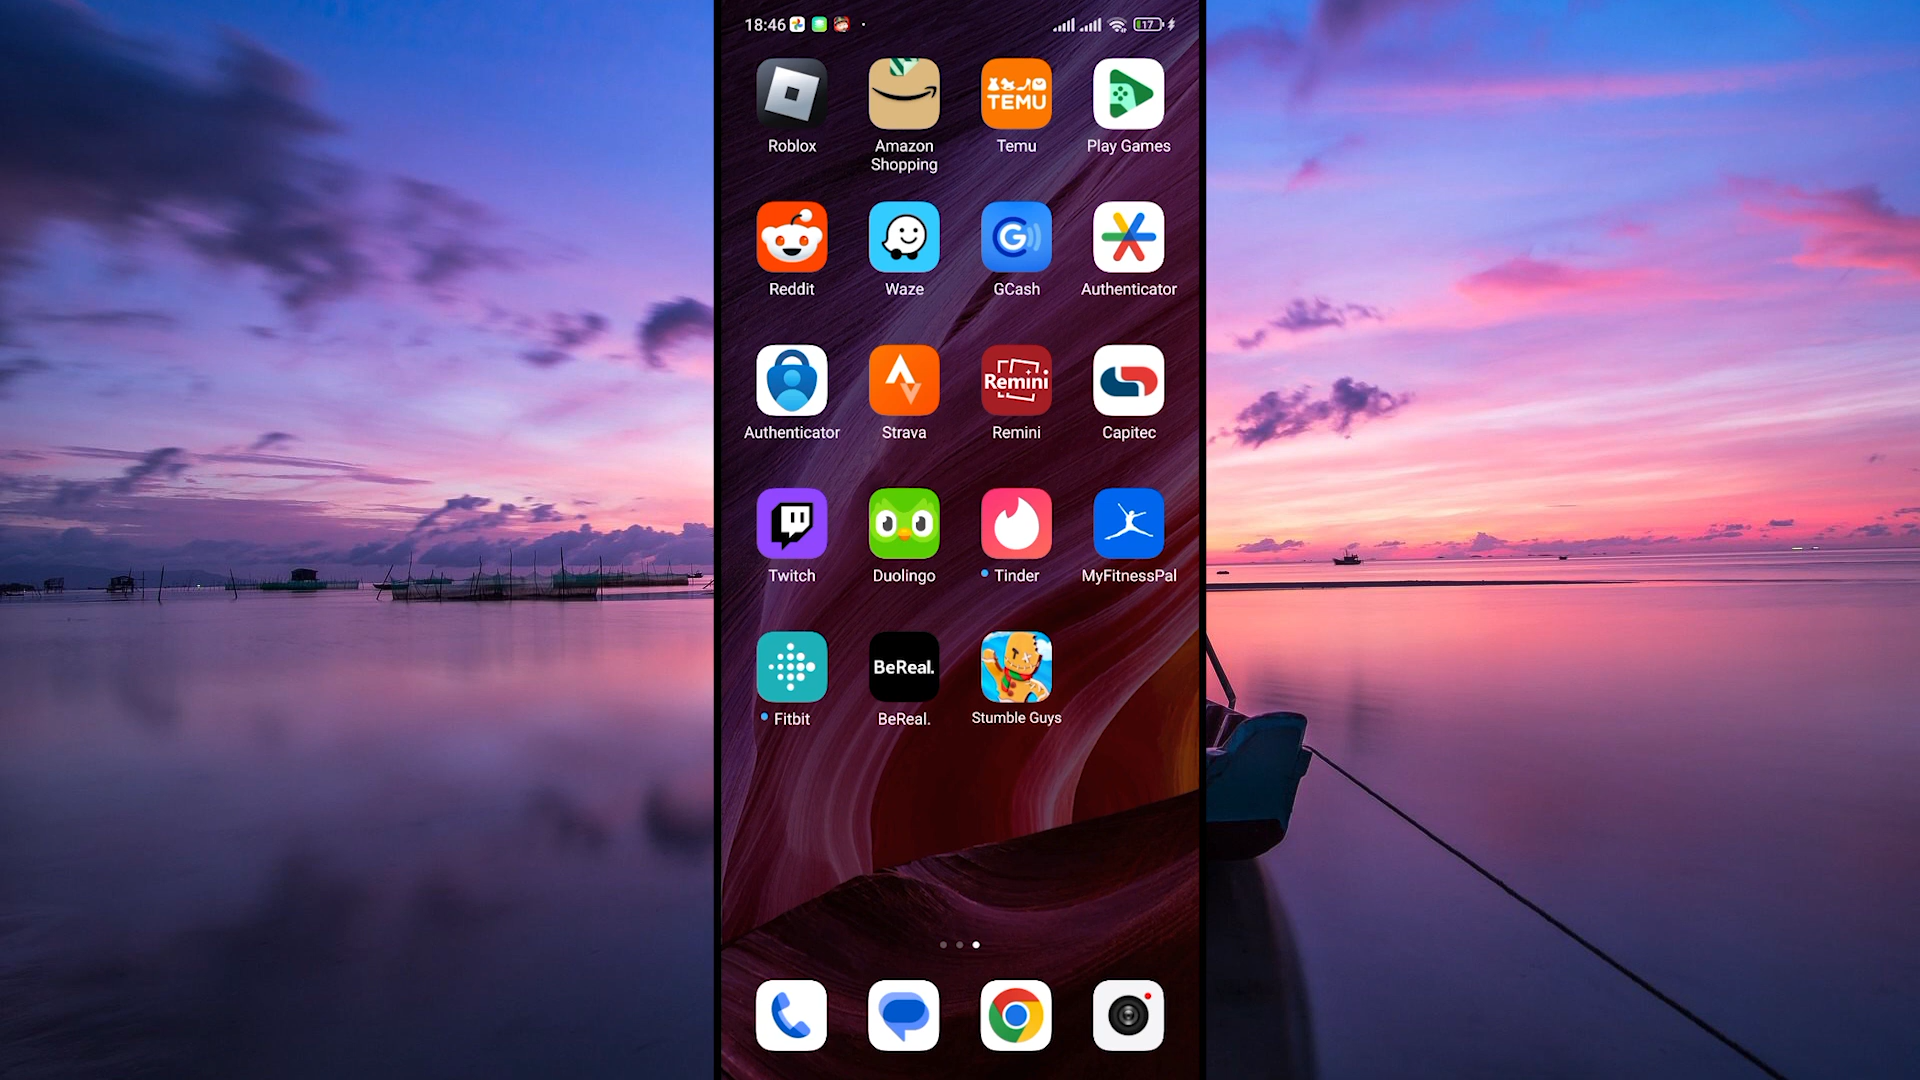 18:46
17
TEMU
Roblox
Amazon
Shopping
Temu
Play Games
G
Reddit
Waze
GCash
Authenticator
Remini
Authenticator
Strava
Remini
Capitec
Twitch
Duolingo
Tinder
MyFitnessPal
BeReal.
Fitbit
BeReal.
Stumble Guys